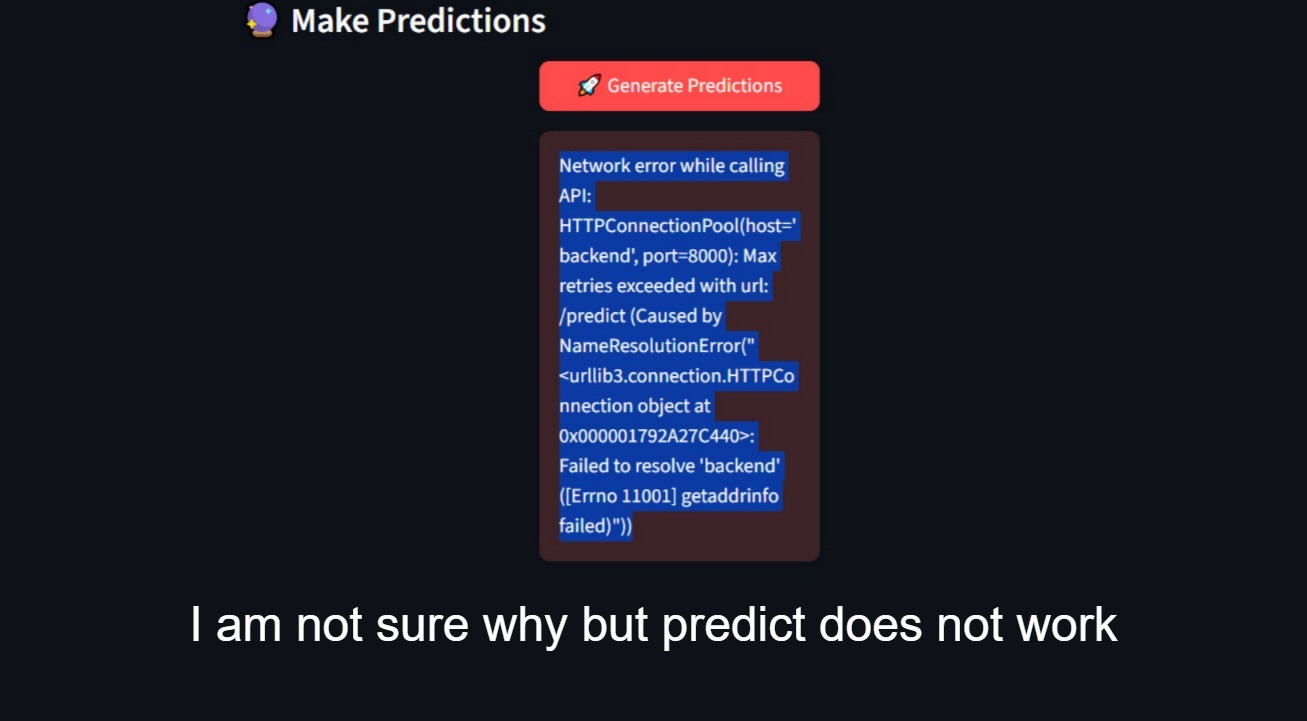 Make Predictions
Generate Predictions
Network error while calling
API:
HTTPConnectionPool(host='
backend', port=8000): Max
retries exceeded with url:
/predict (Caused by
NameResolutionError("
<urllib3.connection.HTTPCo
nnection object at
0x000001792A27C440>:
Failed to resolve 'backend'
([Errno 11001] getaddrinfo
failed)"))
I am not sure why but predict does not work